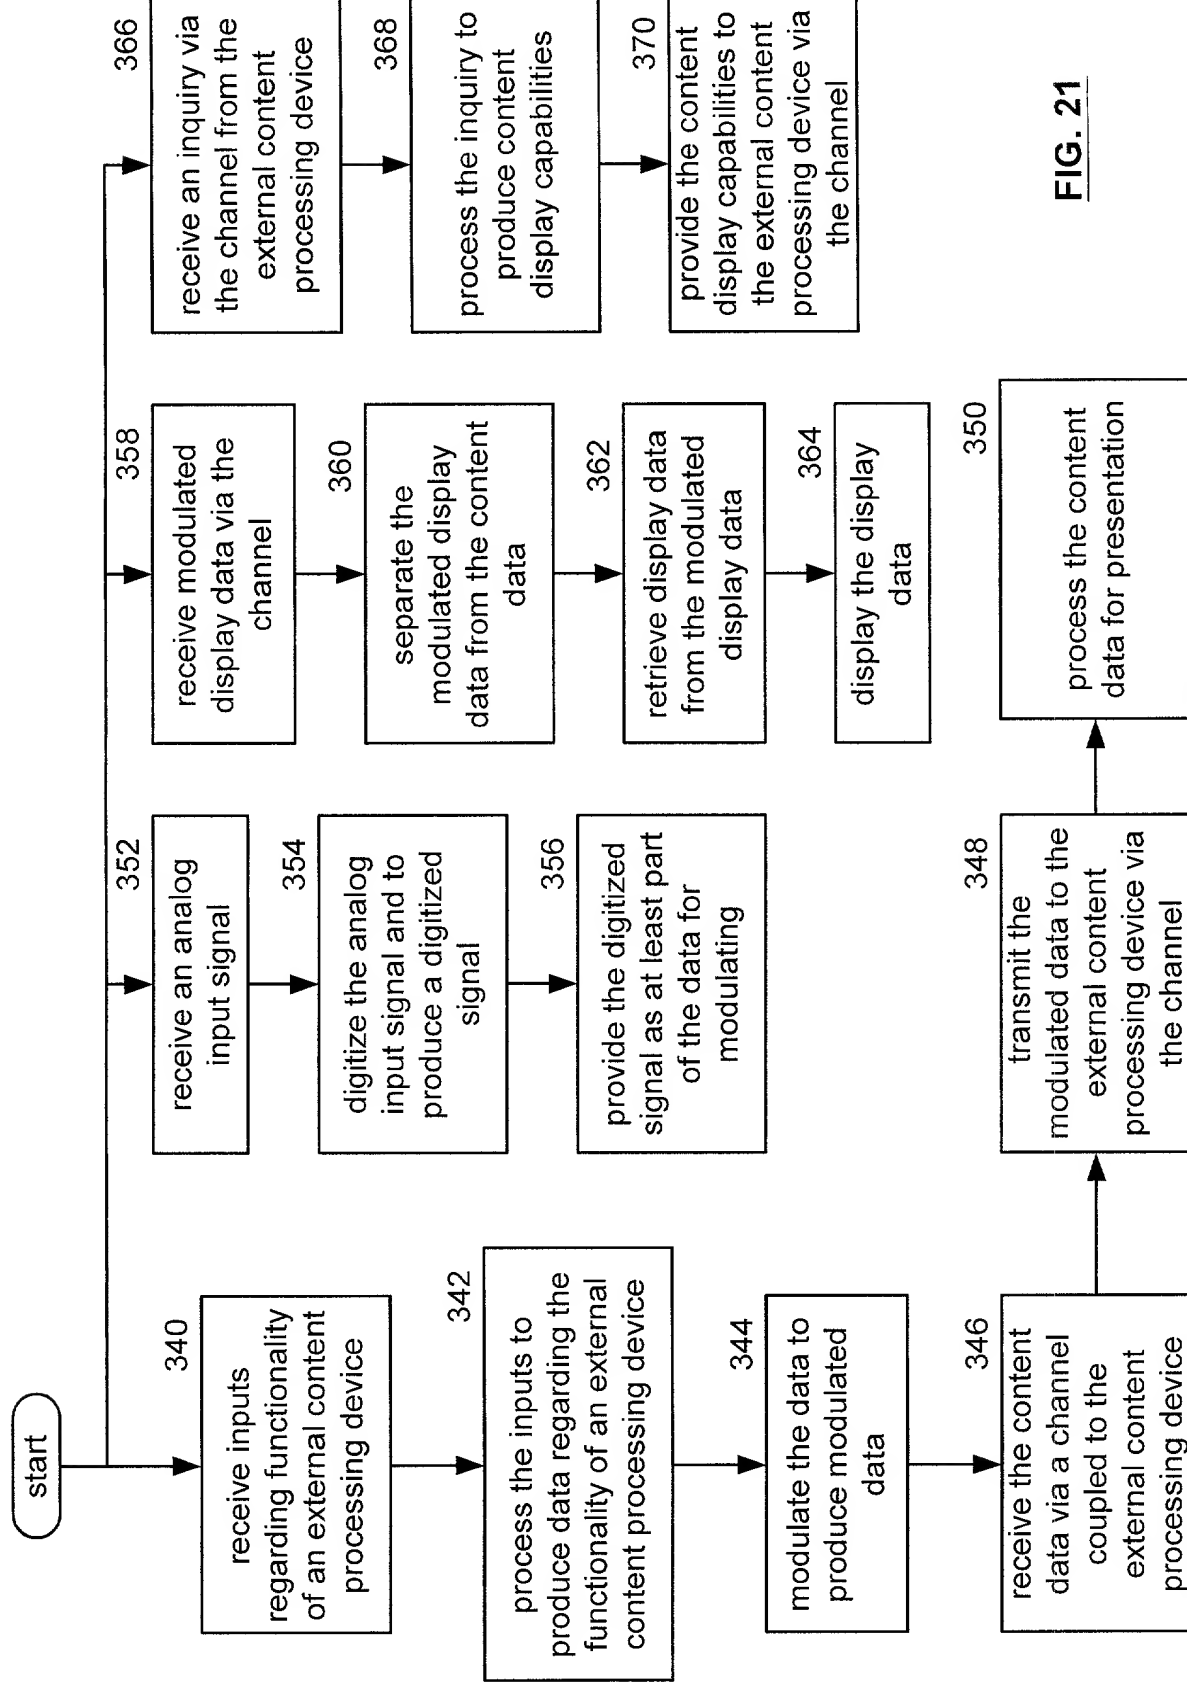 start
340
receive inputs
regarding functionality
of an external content
processing device
342
process the inputs to
produce data regarding the
functionality of an external
content processing device
344
modulate the data to
produce modulated
data
346
receive the content
data via a channel
coupled to the
external content
processing device
348
transmit the
modulated data to the
external content
processing device via
the channel
350
process the content
data for presentation
352
receive an analog
input signal
354
digitize the analog
input signal and to
produce a digitized
signal
356
provide the digitized
signal as at least part
of the data for
modulating
358
receive modulated
display data via the
channel
360
separate the
modulated display
data from the content
data
362
retrieve display data
from the modulated
display data
364
display the display
data
366
receive an inquiry via
the channel from the
external content
processing device
368
process the inquiry to
produce content
display capabilities
370
provide the content
display capabilities to
the external content
processing device via
the channel
FIG. 21